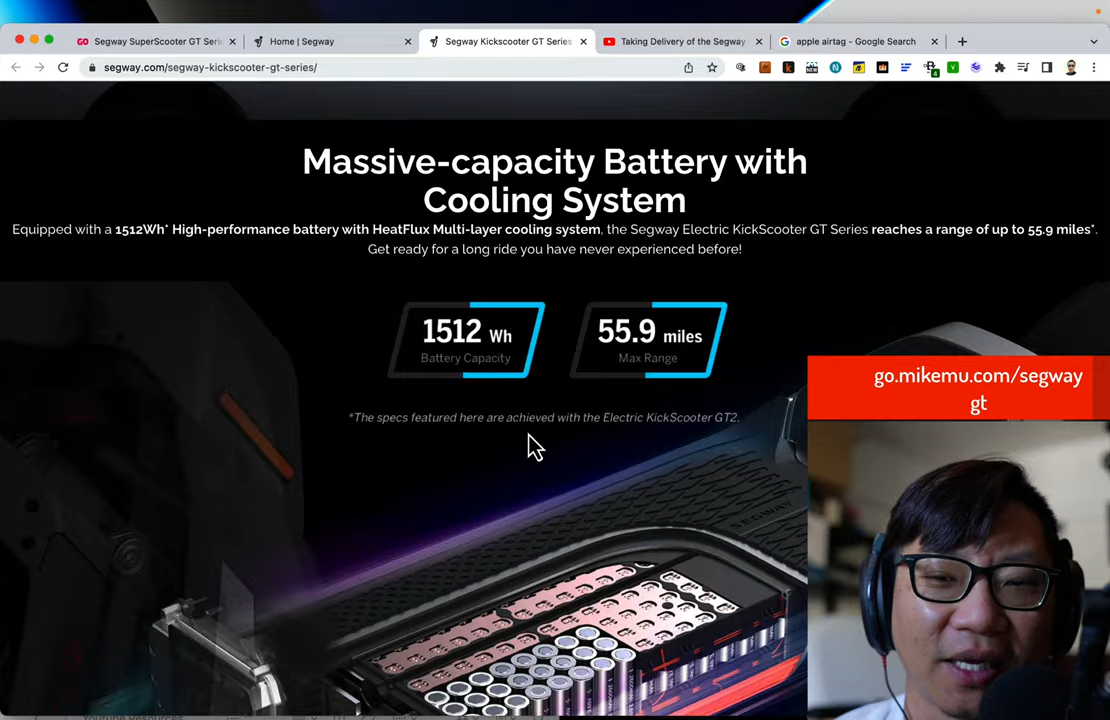 Segway SuperScooter GT Seri
Home | Segway
Segway Kickscooter GT Series
Taking Delivery of the Segway
apple airtag - Google Search
segway.com/segway-kickscooter-gt-series/
Massive-capacity Battery with
Cooling System
Equipped with a 1512Wh* High-performance battery with HeatFlux Multi-layer cooling system, the Segway Electric KickScooter GT Series reaches a range of up to 55.9 miles*.
Get ready for a long ride you have never experienced before!
1512 Wh
Battery Capacity
55.9 miles
Max Range
*The specs featured here are achieved with the Electric KickScooter GT2.
go.mikemu.com/segway
gt
SEGWAY